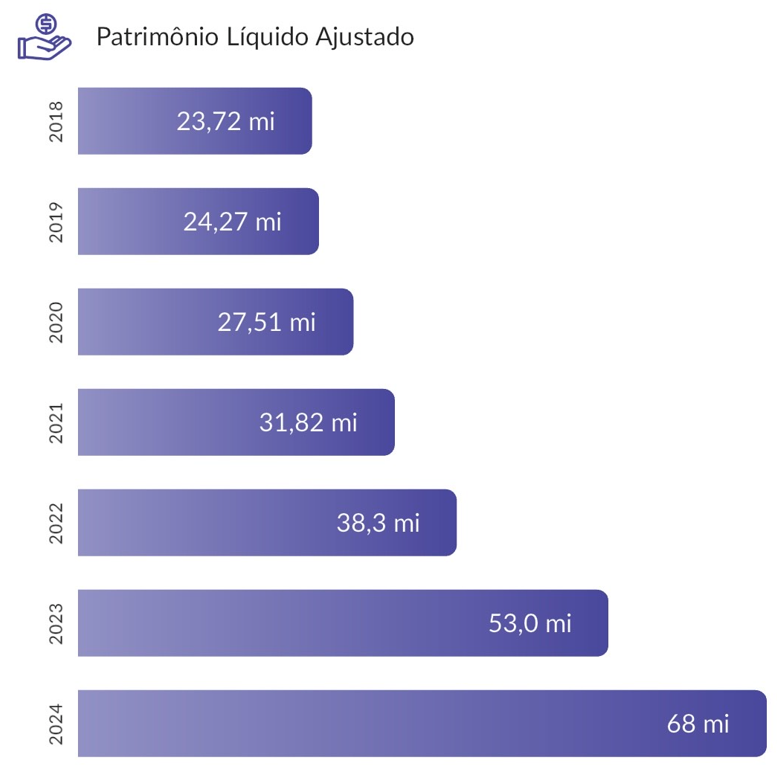 Patrimônio Líquido Ajustado
2018
23,72 mi
2019
24,27 mi
2020
27,51 mi
2021
31,82 mi
2022
38,3 mi
2023
53,0 mi
2024
68 mi